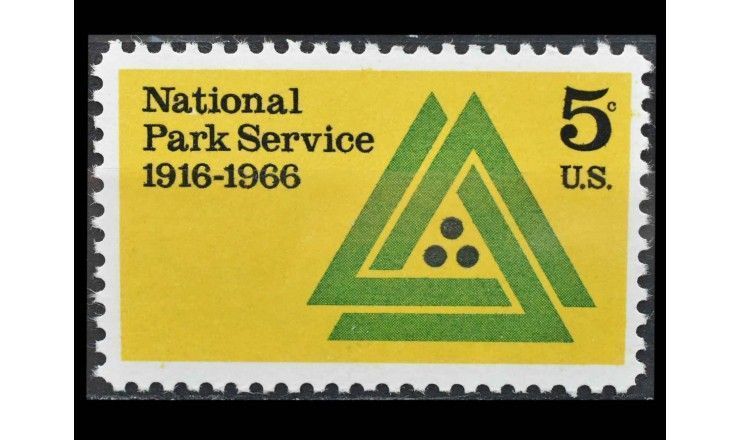 National
Park Service
1916-1966
5c
U.S.